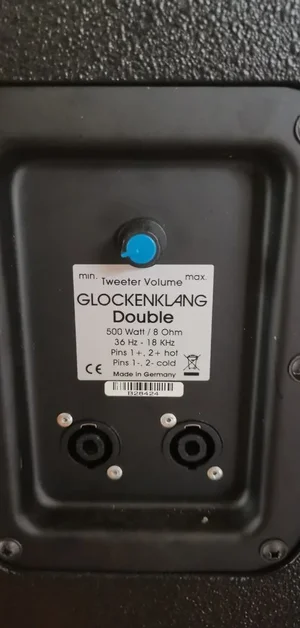 min. max.
Tweeter Volume
GLOCKENKLANG
Double
500 Watt / 8 Ohm
36 Hz - 18 KHz
Pins 1+, 2+ hot
Pins 1-, 2- cold
CE Made in Germany
B28424